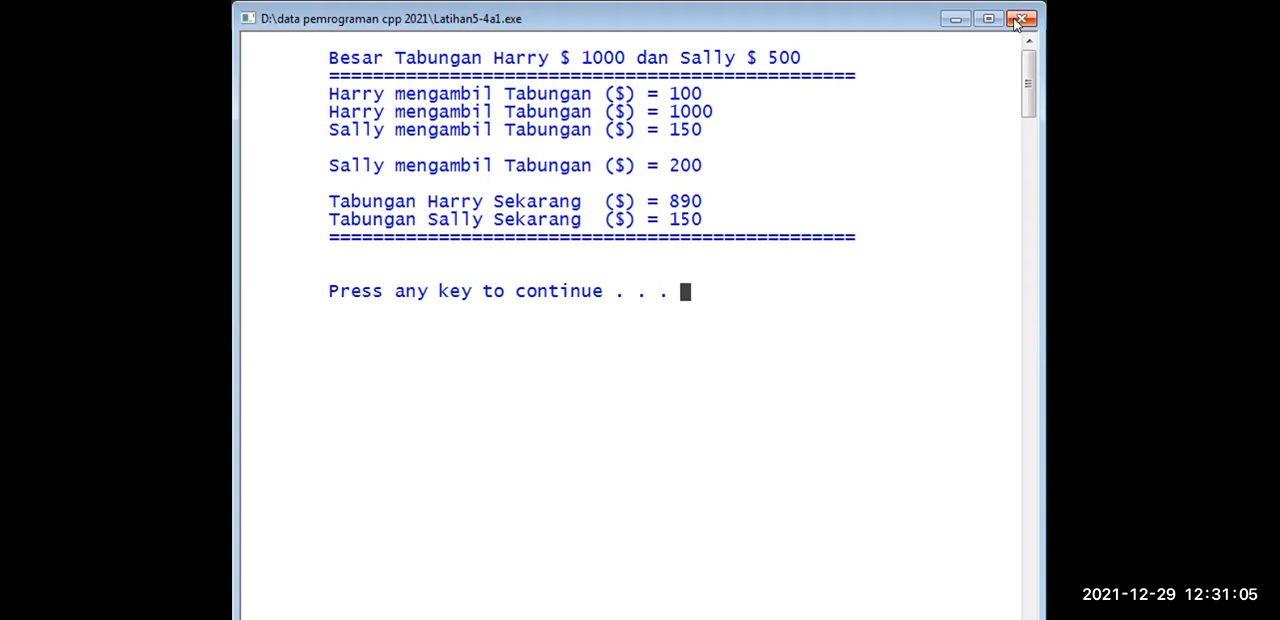 D:\data pemrograman cpp 2021\Latihan5-4a1.exe
Besar Tabungan Harry $ 1000 dan Sally $ 500
================================================
Harry mengambil Tabungan ($) = 100
Harry mengambil Tabungan ($) = 1000
Sally mengambil Tabungan ($) = 150
Sally mengambil Tabungan ($) = 200
Tabungan Harry Sekarang  ($) = 890
Tabungan Sally Sekarang  ($) = 150
================================================
Press any key to continue . . .
2021-12-29 12:31:05